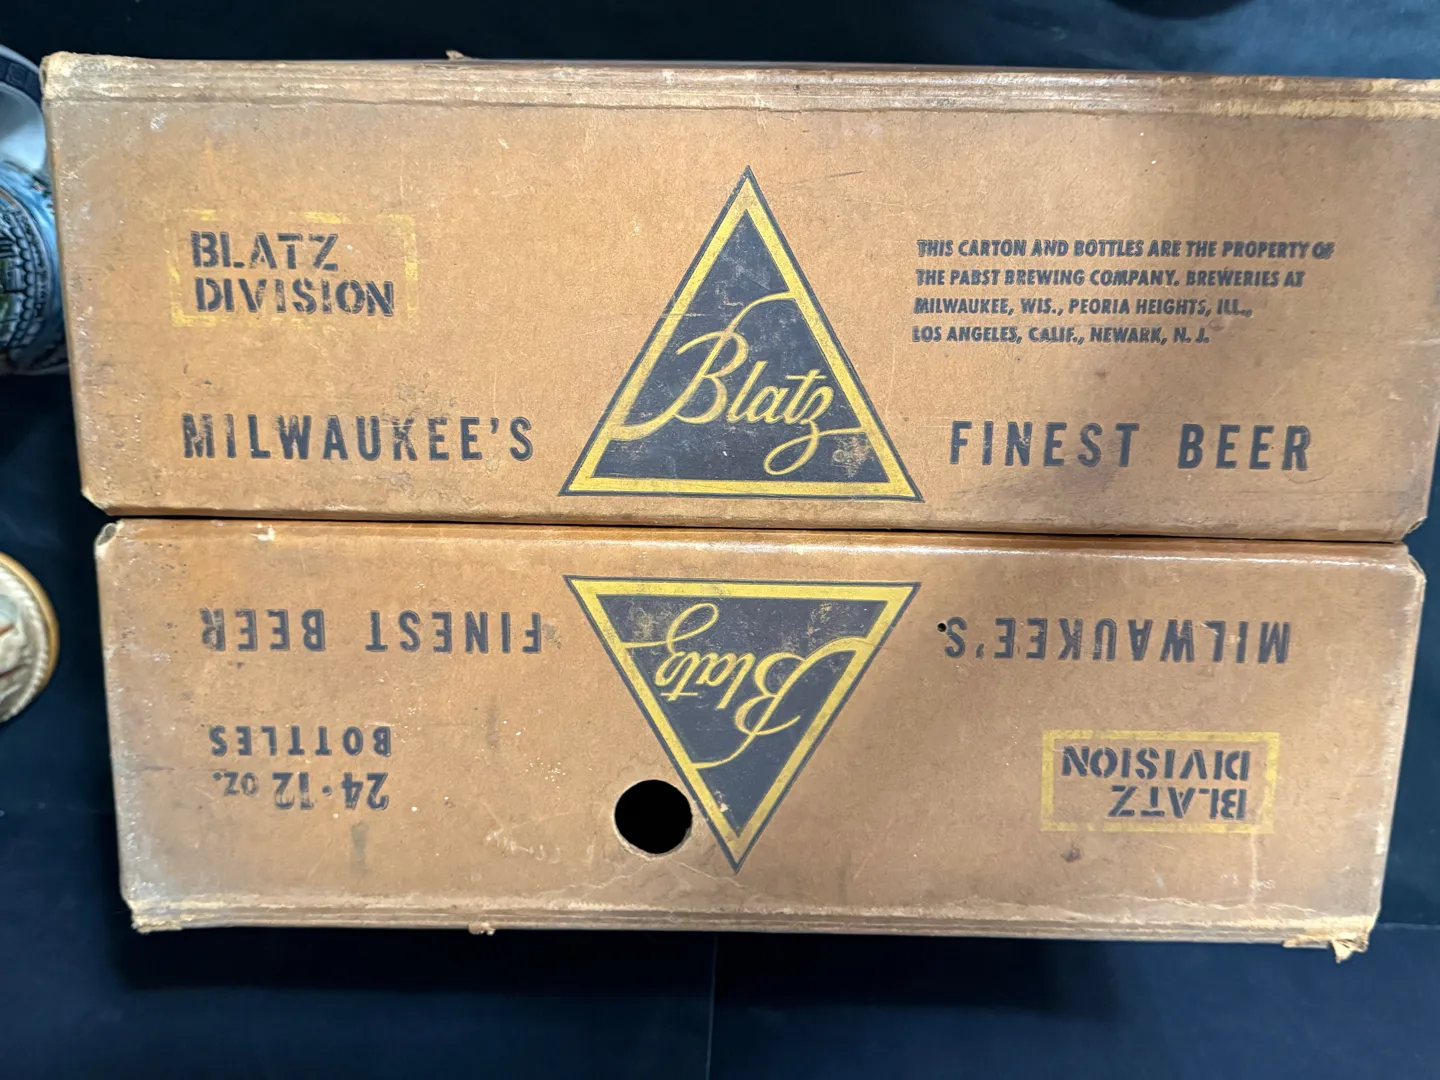 BLATZ
DIVISION
MILWAUKEE'S
Blatz
THIS CARTON AND BOTTLES ARE THE PROPERTY OF
THE PABST BREWING COMPANY. BREWERIES AT
MILWAUKEE, WIS., PEORIA HEIGHTS, ILL.,
LOS ANGELES, CALIF., NEWARK, N. J.
FINEST BEER
BLATZ
DIVISION
MILWAUKEE'S
Blatz
24-12 OZ.
BOTTLES
FINEST BEER